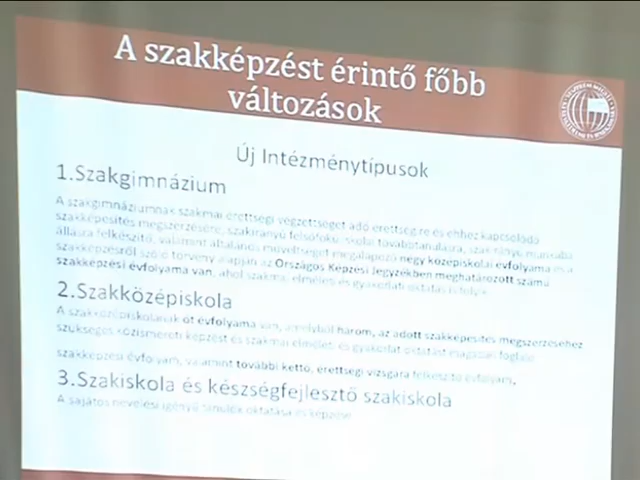 A szakképzést érintő főbb
változások
Új Intézménytípusok
1.Szakgimnázium
A szakgimnáziumnak szakmai érettségi végzettséget adó érettségire és ehhez kapcsolódó
szakképesítés megszerzésére, szakirányú felsőfokú iskolai továbbtanulásra, szakirányú munkába
állásra felkészítő, valamint általános műveltséget megalapozó négy középiskolai évfolyama és a
szakképzésről szóló törvény alapján az Országos Képzési Jegyzékben meghatározott számú
szakképzési évfolyama van, ahol szakmai elméleti és gyakorlati oktatás is folyik
2.Szakközépiskola
A szakközépiskolának öt évfolyama van, amelyből három, az adott szakképesítés megszerzéséhez
szükséges közismereti képzést és szakmai elméleti és gyakorlati oktatást magában foglaló
szakképzési évfolyam, valamint további kettő, érettségi vizsgára felkészítő évfolyam.
3.Szakiskola és készségfejlesztő szakiskola
A sajátos nevelési igényű tanulók oktatása és képzése